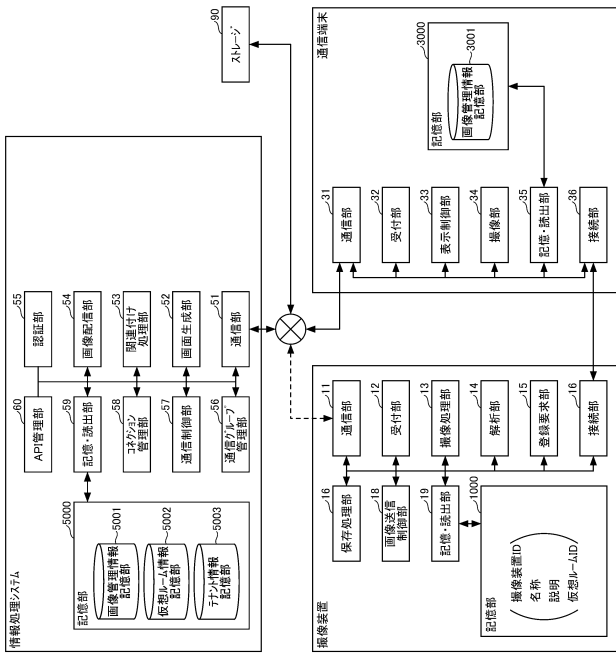 情報処理システム
5000
記憶部
5001
画像管理情報
記憶部
5002
仮想ルーム情報
記憶部
5003
テナント情報
記憶部
60
API管理部
59
記憶・読出部
58
コネクション
管理部
57
通信制御部
56
通信グループ
管理部
55
認証部
54
画像配信部
53
関連付け
処理部
52
画面生成部
51
通信部
90
ストレージ
撮像装置
16
保存処理部
18
画像送信
制御部
19
記憶・読出部
1000
記憶部
撮像装置ID
名称
説明
仮想ルームID
11
通信部
12
受付部
13
撮像処理部
14
解析部
15
登録要求部
16
接続部
通信端末
31
通信部
32
受付部
33
表示制御部
34
撮像部
35
記憶・読出部
36
接続部
3000
記憶部
3001
画像管理情報
記憶部